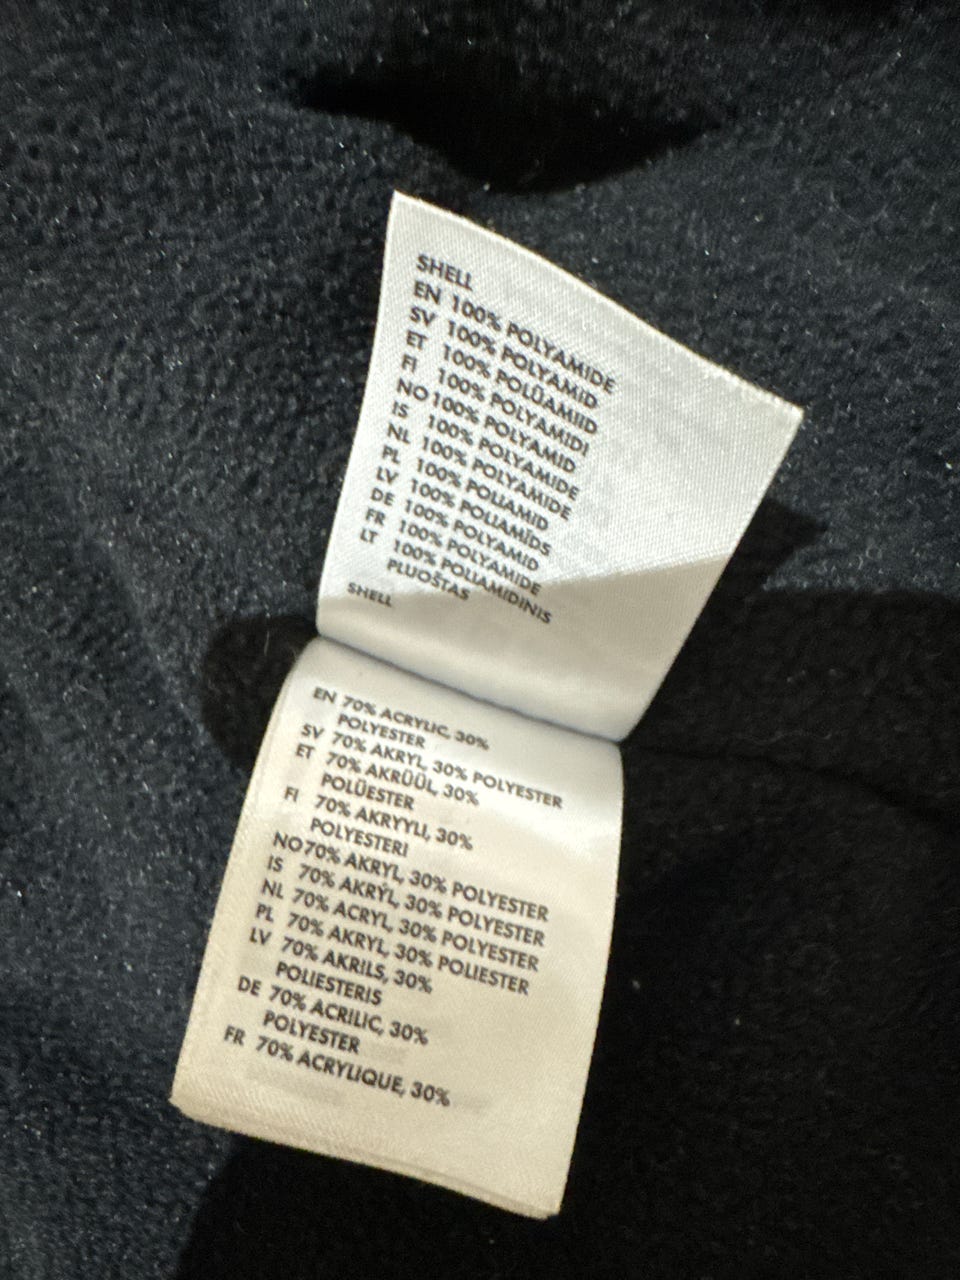 SHELL
EN 100% POLYAMIDE
SV 100% POLYAMID
ET 100% POLÜAMIID
FI 100% POLYAMIDI
NO 100% POLYAMID
IS 100% POLYAMIDE
NL 100% POLYAMIDE
PL 100% POLIAMID
LV 100% POLIAMĪDS
DE 100% POLYAMID
FR 100% POLYAMIDE
LT 100% POLIAMIDINIS
PLUOŠTAS
SHELL
EN 70% ACRYLIC, 30%
POLYESTER
SV 70% AKRYL, 30% POLYESTER
ET 70% AKRÜÜL, 30%
POLÜESTER
FI 70% AKRYYLI, 30%
POLYESTERI
NO 70% AKRYL, 30% POLYESTER
IS 70% AKRÝL, 30% POLYESTER
NL 70% ACRYL, 30% POLYESTER
PL 70% AKRYL, 30% POLIESTER
LV 70% AKRILS, 30%
POLIESTERIS
DE 70% ACRILIC, 30%
POLYESTER
FR 70% ACRYLIQUE, 30%